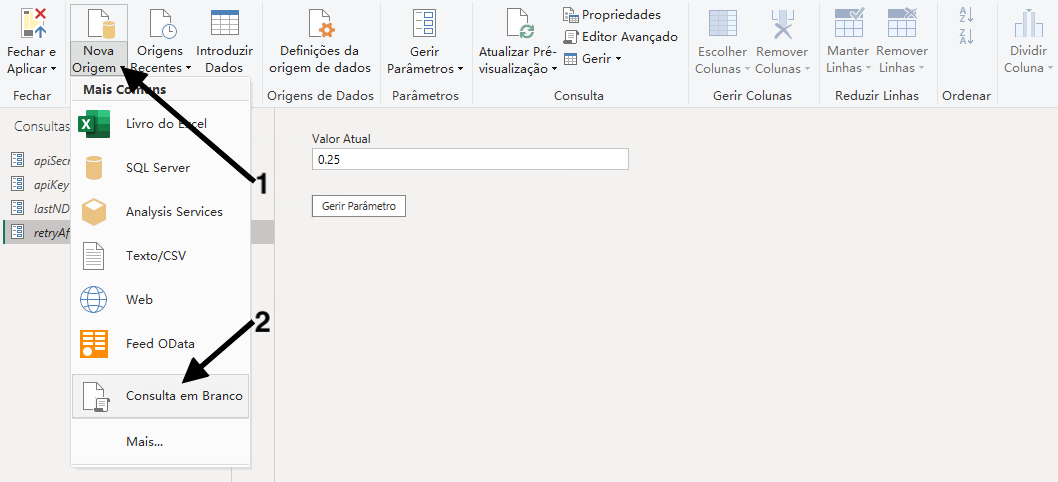 Fechar e
Aplicar
Nova
Origem
Origens
Recentes
Introduzir
Dados
Definições da
origem de dados
Gerir
Parâmetros
Atualizar Pré-
visualização
Propriedades
Editor Avançado
Gerir
Escolher
Colunas
Remover
Colunas
Manter
Linhas
Remover
Linhas
A
Z
Z
A
Dividir
Coluna
Fechar
Origens de Dados
Parâmetros
Consulta
Gerir Colunas
Reduzir Linhas
Ordenar
Mais Comuns
Livro do Excel
SQL Server
Analysis Services
Texto/CSV
Web
Feed OData
Consulta em Branco
Mais...
Consultas
apiSecr
apiKey
lastND
retryAf
1
2
Valor Atual
0.25
Gerir Parâmetro